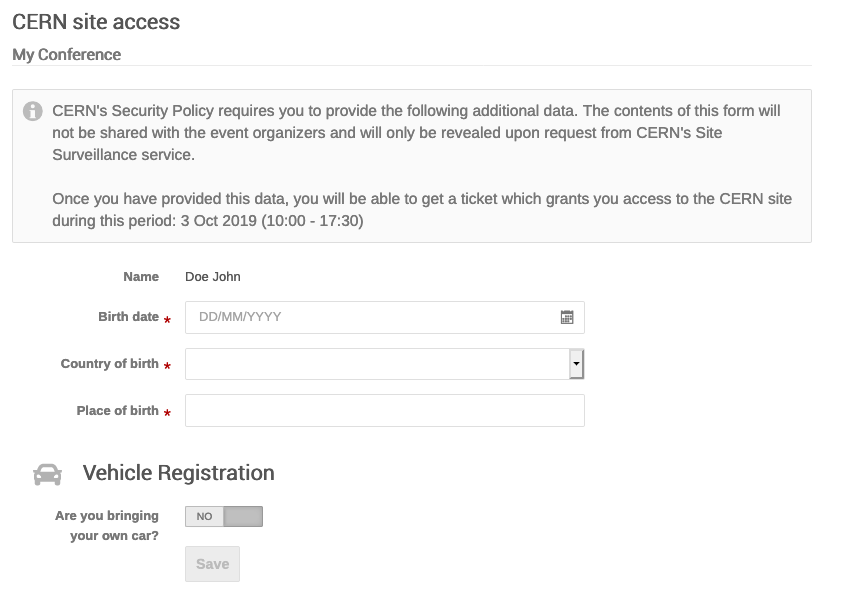 CERN site access
My Conference
CERN's Security Policy requires you to provide the following additional data. The contents of this form will
not be shared with the event organizers and will only be revealed upon request from CERN's Site
Surveillance service.
Once you have provided this data, you will be able to get a ticket which grants you access to the CERN site
during this period: 3 Oct 2019 (10:00 - 17:30)
Name Doe John
Birth date * DD/MM/YYYY
Country of birth *
Place of birth *
Vehicle Registration
Are you bringing
your own car?
NO
Save